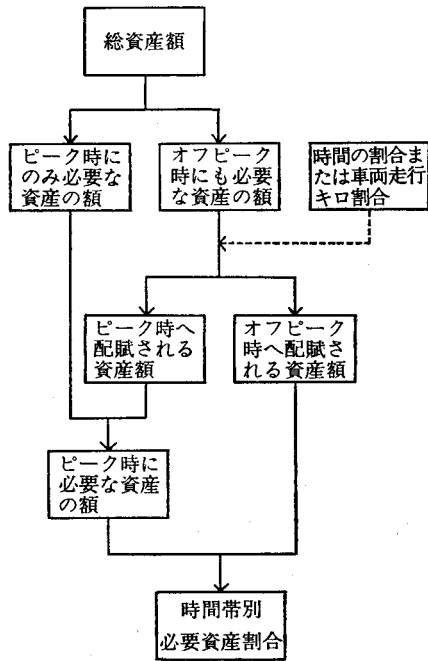 総資産額
ピーク時に
のみ必要な
資産の額
オフピーク
時にも必要
な資産の額
時間の割合ま
たは車両走行
キロ割合
ピーク時へ
配賦される
資産額
オフピーク
時へ配賦さ
れる資産額
ピーク時に
必要な資産
の額
時間帯別
必要資産割合